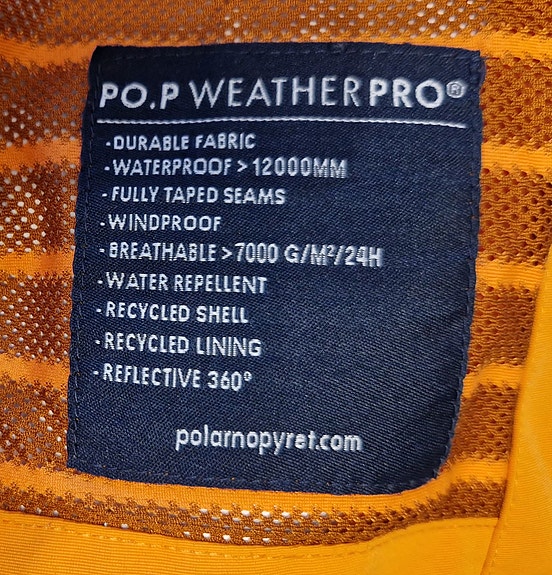 PO.P WEATHERPRO®
-DURABLE FABRIC
-WATERPROOF > 12000MM
-FULLY TAPED SEAMS
-WINDPROOF
-BREATHABLE >7000 G/M²/24H
-WATER REPELLENT
-RECYCLED SHELL
-RECYCLED LINING
-REFLECTIVE 360°
polarnopyret.com